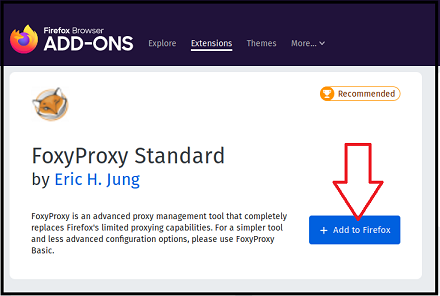 Firefox Browser
ADD-ONS
Explore Extensions Themes More...
Recommended
FoxyProxy Standard
by Eric H. Jung
FoxyProxy is an advanced proxy management tool that completely
replaces Firefox's limited proxying capabilities. For a simpler
tool and less advanced configuration options, please use FoxyProxy
Basic.
+ Add to Firefox